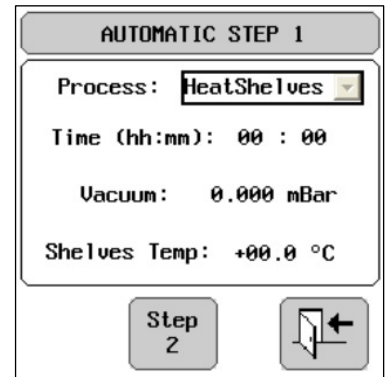 AUTOMATIC STEP 1
Process: HeatShelves
Time (hh:mm): 00 : 00
Vacuum: 0.000 mBar
Shelves Temp: +00.0 °C
Step
2